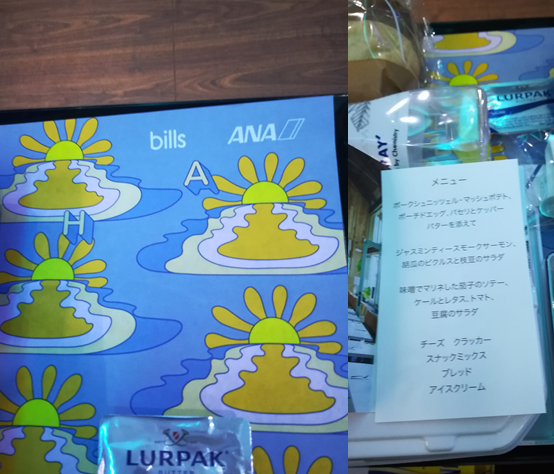 bills ANA
A
H
LURPAK
BUTTER
LURPAK
by Chemistry
メニュー
ポークシュニッツェル・マッシュポテト、
ポーチドエッグ、パセリとケッパー
バターを添えて
ジャスミンティースモークサーモン、
胡瓜のピクルスと枝豆のサラダ
味噌でマリネした茄子のソテー、
ケールとレタス、トマト、
豆腐のサラダ
チーズ クラッカー
スナックミックス
ブレッド
アイスクリーム